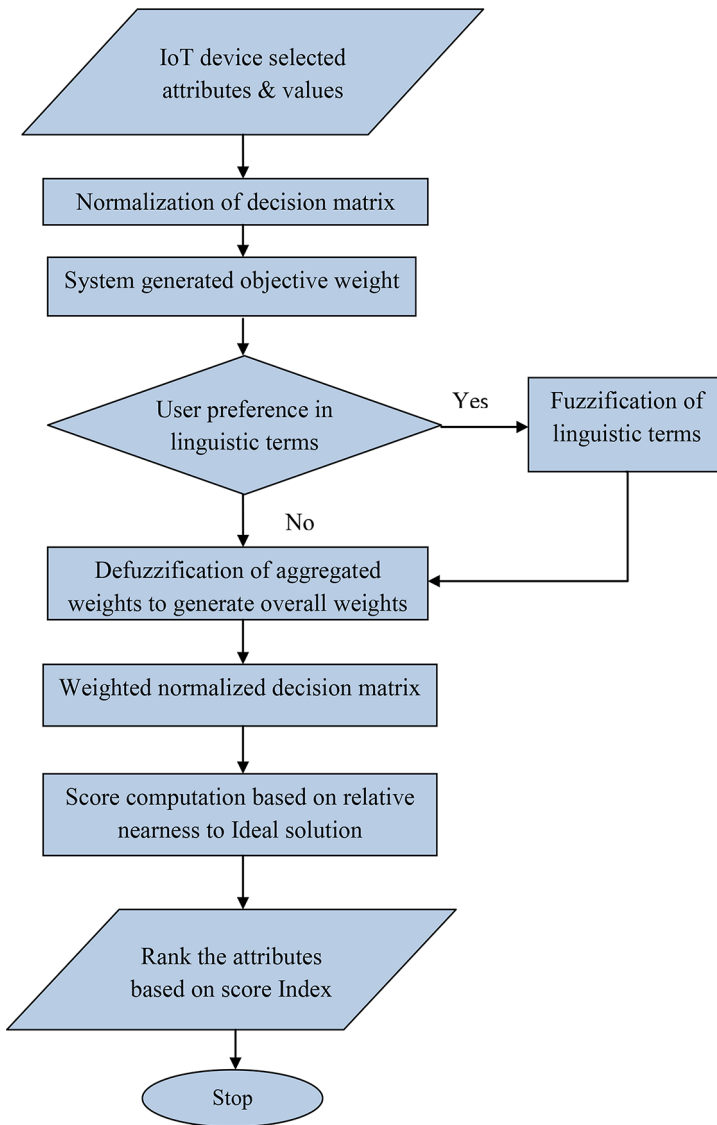 IoT device selected
attributes & values
Normalization of decision matrix
System generated objective weight
User preference in
linguistic terms
Yes
Fuzzification of
linguistic terms
No
Defuzzification of aggregated
weights to generate overall weights
Weighted normalized decision matrix
Score computation based on relative
nearness to Ideal solution
Rank the attributes
based on score Index
Stop